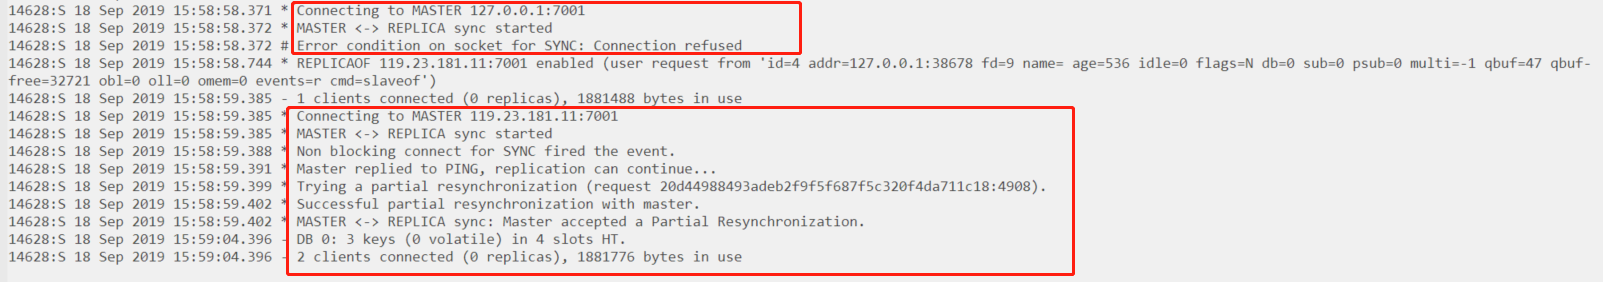 14628:S 18 Sep 2019 15:58:58.371 * Connecting to MASTER 127.0.0.1:7001
14628:S 18 Sep 2019 15:58:58.372 * MASTER <-> REPLICA sync started
14628:S 18 Sep 2019 15:58:58.372 # Error condition on socket for SYNC: Connection refused
14628:S 18 Sep 2019 15:58:58.744 * REPLICAOF 119.23.181.11:7001 enabled (user request from 'id=4 addr=127.0.0.1:38678 fd=9 name= age=536 idle=0 flags=N db=0 sub=0 psub=0 multi=-1 qbuf=47 qbuf-
free=32721 obl=0 oll=0 omem=0 events=r cmd=slaveof')
14628:S 18 Sep 2019 15:58:59.385 - 1 clients connected (0 replicas), 1881488 bytes in use
14628:S 18 Sep 2019 15:58:59.385 * Connecting to MASTER 119.23.181.11:7001
14628:S 18 Sep 2019 15:58:59.385 * MASTER <-> REPLICA sync started
14628:S 18 Sep 2019 15:58:59.388 * Non blocking connect for SYNC fired the event.
14628:S 18 Sep 2019 15:58:59.391 * Master replied to PING, replication can continue...
14628:S 18 Sep 2019 15:58:59.399 * Trying a partial resynchronization (request 20d44988493adeb2f9f5f687f5c320f4da711c18:4908).
14628:S 18 Sep 2019 15:58:59.402 * Successful partial resynchronization with master.
14628:S 18 Sep 2019 15:58:59.402 * MASTER <-> REPLICA sync: Master accepted a Partial Resynchronization.
14628:S 18 Sep 2019 15:59:04.396 - DB 0: 3 keys (0 volatile) in 4 slots HT.
14628:S 18 Sep 2019 15:59:04.396 - 2 clients connected (0 replicas), 1881776 bytes in use